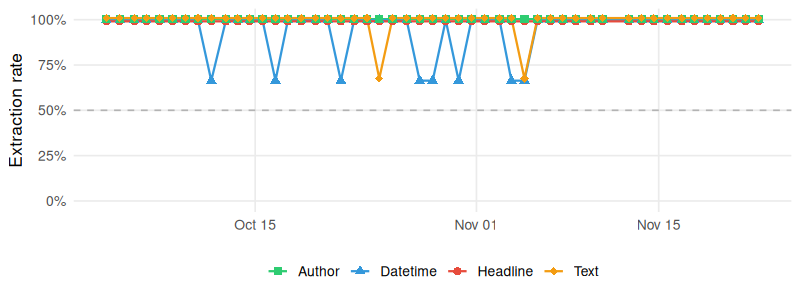 100%
75%
50%
25%
0%
Extraction rate
Oct 15
Nov 01
Nov 15
Author
Datetime
Headline
Text